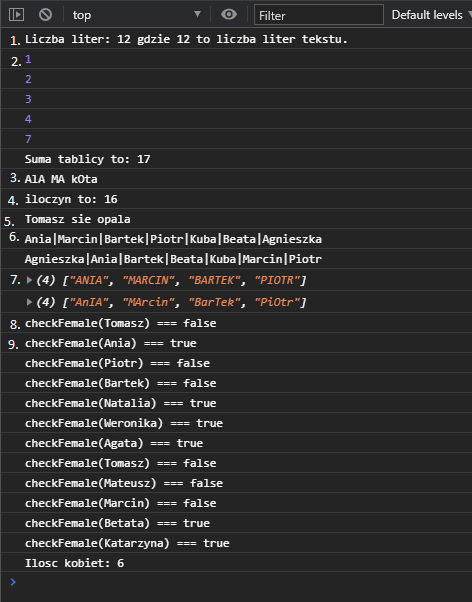 top Filter Default levels
1. Liczba liter: 12 gdzie 12 to liczba liter tekstu.
2. 1
2
3
4
7
Suma tablicy to: 17
3. AlA MA kOta
4. iloczyn to: 16
5. Tomasz sie opala
6. Ania|Marcin|Bartek|Piotr|Kuba|Beata|Agnieszka
Agnieszka|Ania|Bartek|Beata|Kuba|Marcin|Piotr
7. (4) ["ANIA", "MARCIN", "BARTEK", "PIOTR"]
(4) ["AnIA", "MArcin", "BarTek", "PiOtr"]
8. checkFemale(Tomasz) === false
9. checkFemale(Ania) === true
checkFemale(Piotr) === false
checkFemale(Bartek) === false
checkFemale(Natalia) === true
checkFemale(Weronika) === true
checkFemale(Agata) === true
checkFemale(Tomasz) === false
checkFemale(Mateusz) === false
checkFemale(Marcin) === false
checkFemale(Betata) === true
checkFemale(Katarzyna) === true
Ilosc kobiet: 6